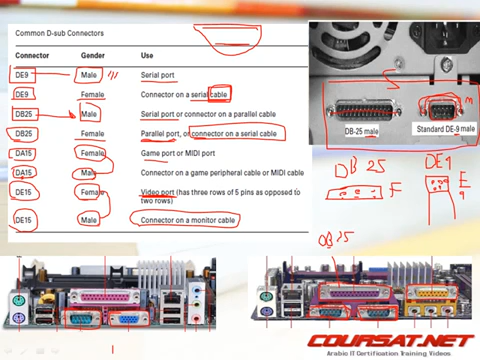 Common D-sub Connectors
Connector Gender Use
DE9 Male Serial port
DE9 Female Connector on a serial cable
DB25 Male Serial port or connector on a parallel cable
DB25 Female Parallel port, or connector on a serial cable
DA15 Female Game port or MIDI port
DA15 Male Connector on a game peripheral cable or MIDI cable
DE15 Female Video port (has three rows of 5 pins as opposed to
two rows)
DE15 Male Connector on a monitor cable
m
DB-25 male Standard DE-9 male
DB 25
F
DE9
DB 25
COURSAT.NET
Arabic IT Certification Training Videos